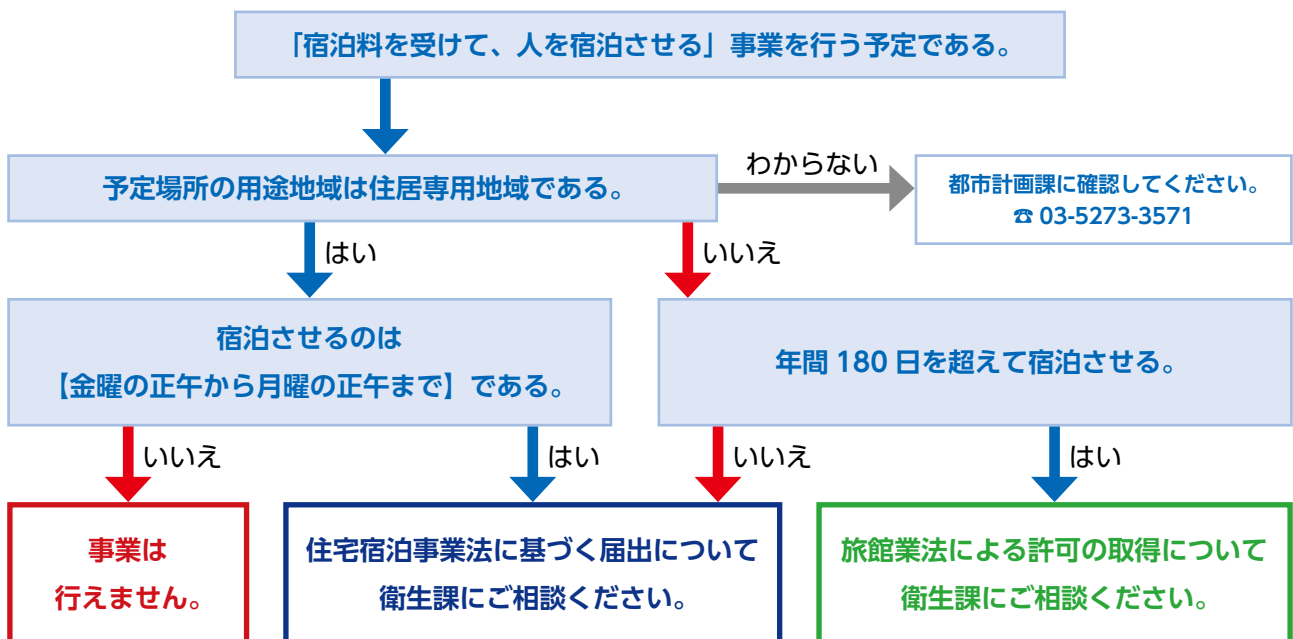 「宿泊料を受けて、人を宿泊させる」事業を行う予定である。
予定場所の用途地域は住居専用地域である。
わからない
都市計画課に確認してください。
☎ 03-5273-3571
はい
いいえ
宿泊させるのは
【金曜の正午から月曜の正午まで】である。
年間 180 日を超えて宿泊させる。
いいえ
はい
いいえ
はい
事業は
行えません。
住宅宿泊事業法に基づく届出について
衛生課にご相談ください。
旅館業法による許可の取得について
衛生課にご相談ください。